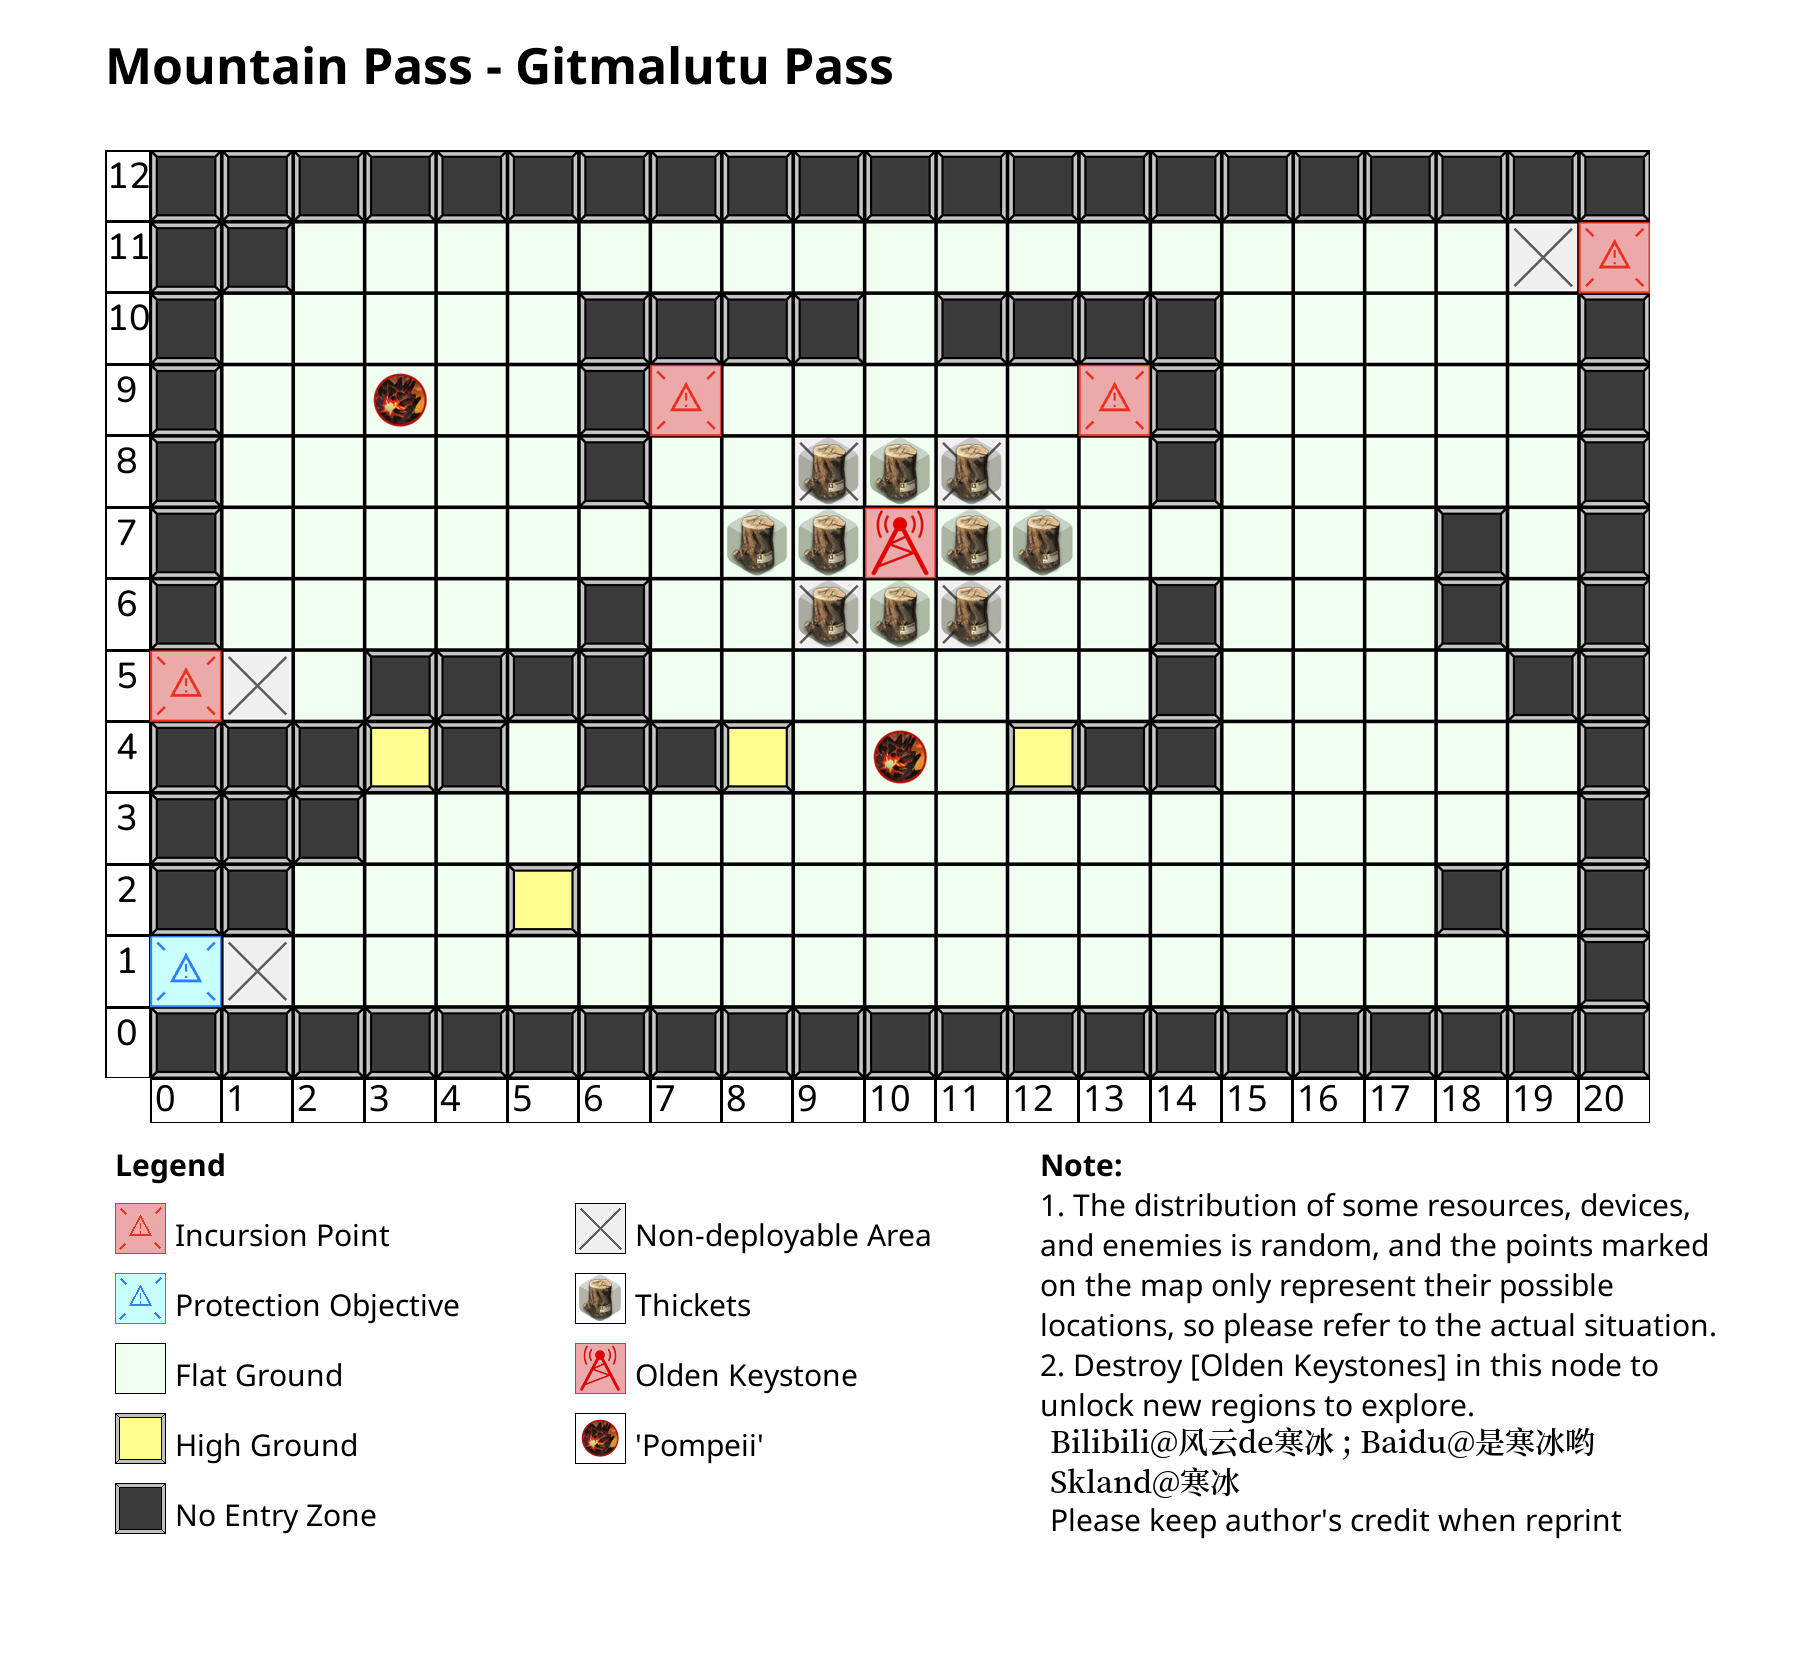 Mountain Pass - Gitmalutu Pass
12
11
10
9
8
7
6
5
4
3
2
1
0
0 1 2 3 4 5 6 7 8 9 10 11 12 13 14 15 16 17 18 19 20
Legend
Incursion Point
Protection Objective
Flat Ground
High Ground
No Entry Zone
Non-deployable Area
Thickets
Olden Keystone
'Pompeii'
Note:
1. The distribution of some resources, devices,
and enemies is random, and the points marked
on the map only represent their possible
locations, so please refer to the actual situation.
2. Destroy [Olden Keystones] in this node to
unlock new regions to explore.
Bilibili@风云de寒冰 ; Baidu@是寒冰哟
Skland@寒冰
Please keep author's credit when reprint